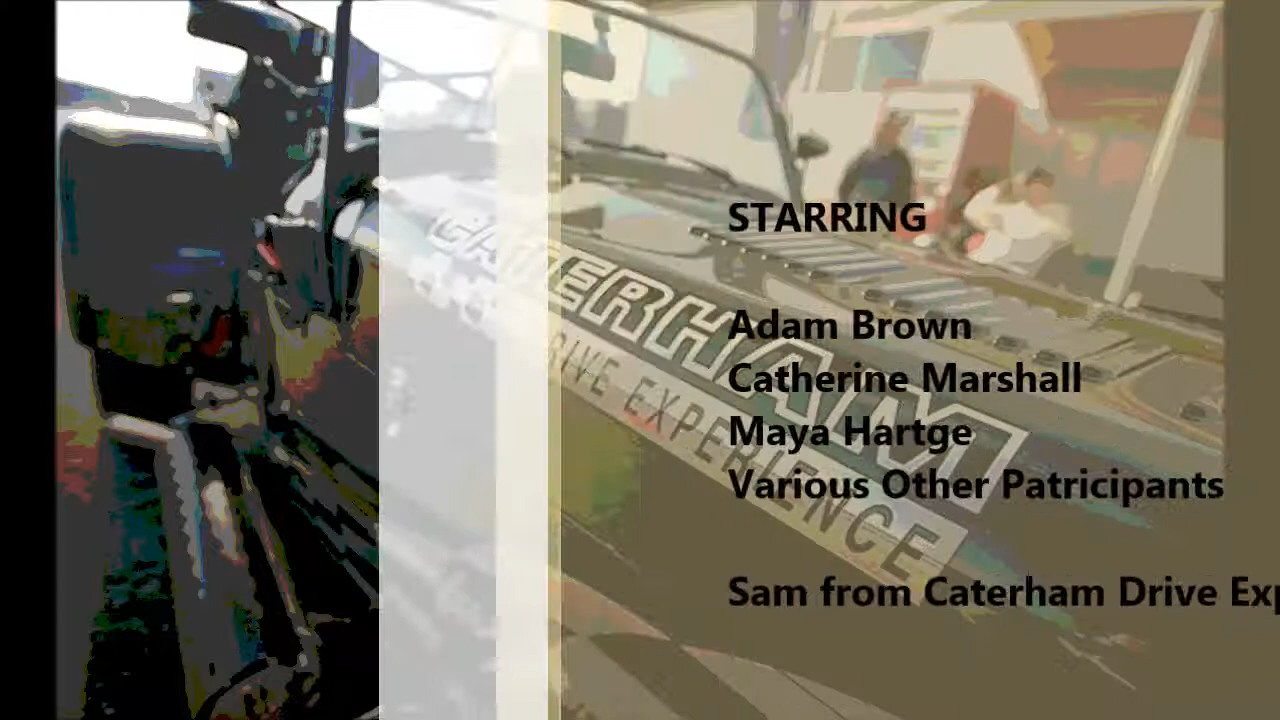 STARRING
Adam Brown
Catherine Marshall
Maya Hartge
Various Other Patricipants
Sam from Caterham Drive Exp
CATERHAM
DRIVE EXPERIENCE